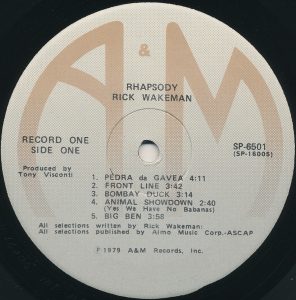 A & M
RHAPSODY
RICK WAKEMAN
RECORD ONE
SIDE ONE
SP-6501
(SP-16005)
Produced by
Tony Visconti
1. PÈDRA da GAVEA 4:11
2. FRONT LINE 3:42
3. BOMBAY DUCK 3:14
4. ANIMAL SHOWDOWN 2:40
(Yes We Have No Babanas)
5. BIG BEN 3:58
All selections written by Rick Wakeman:
All selections published by Almo Music Corp.-ASCAP
℗1979 A&M Records, Inc.